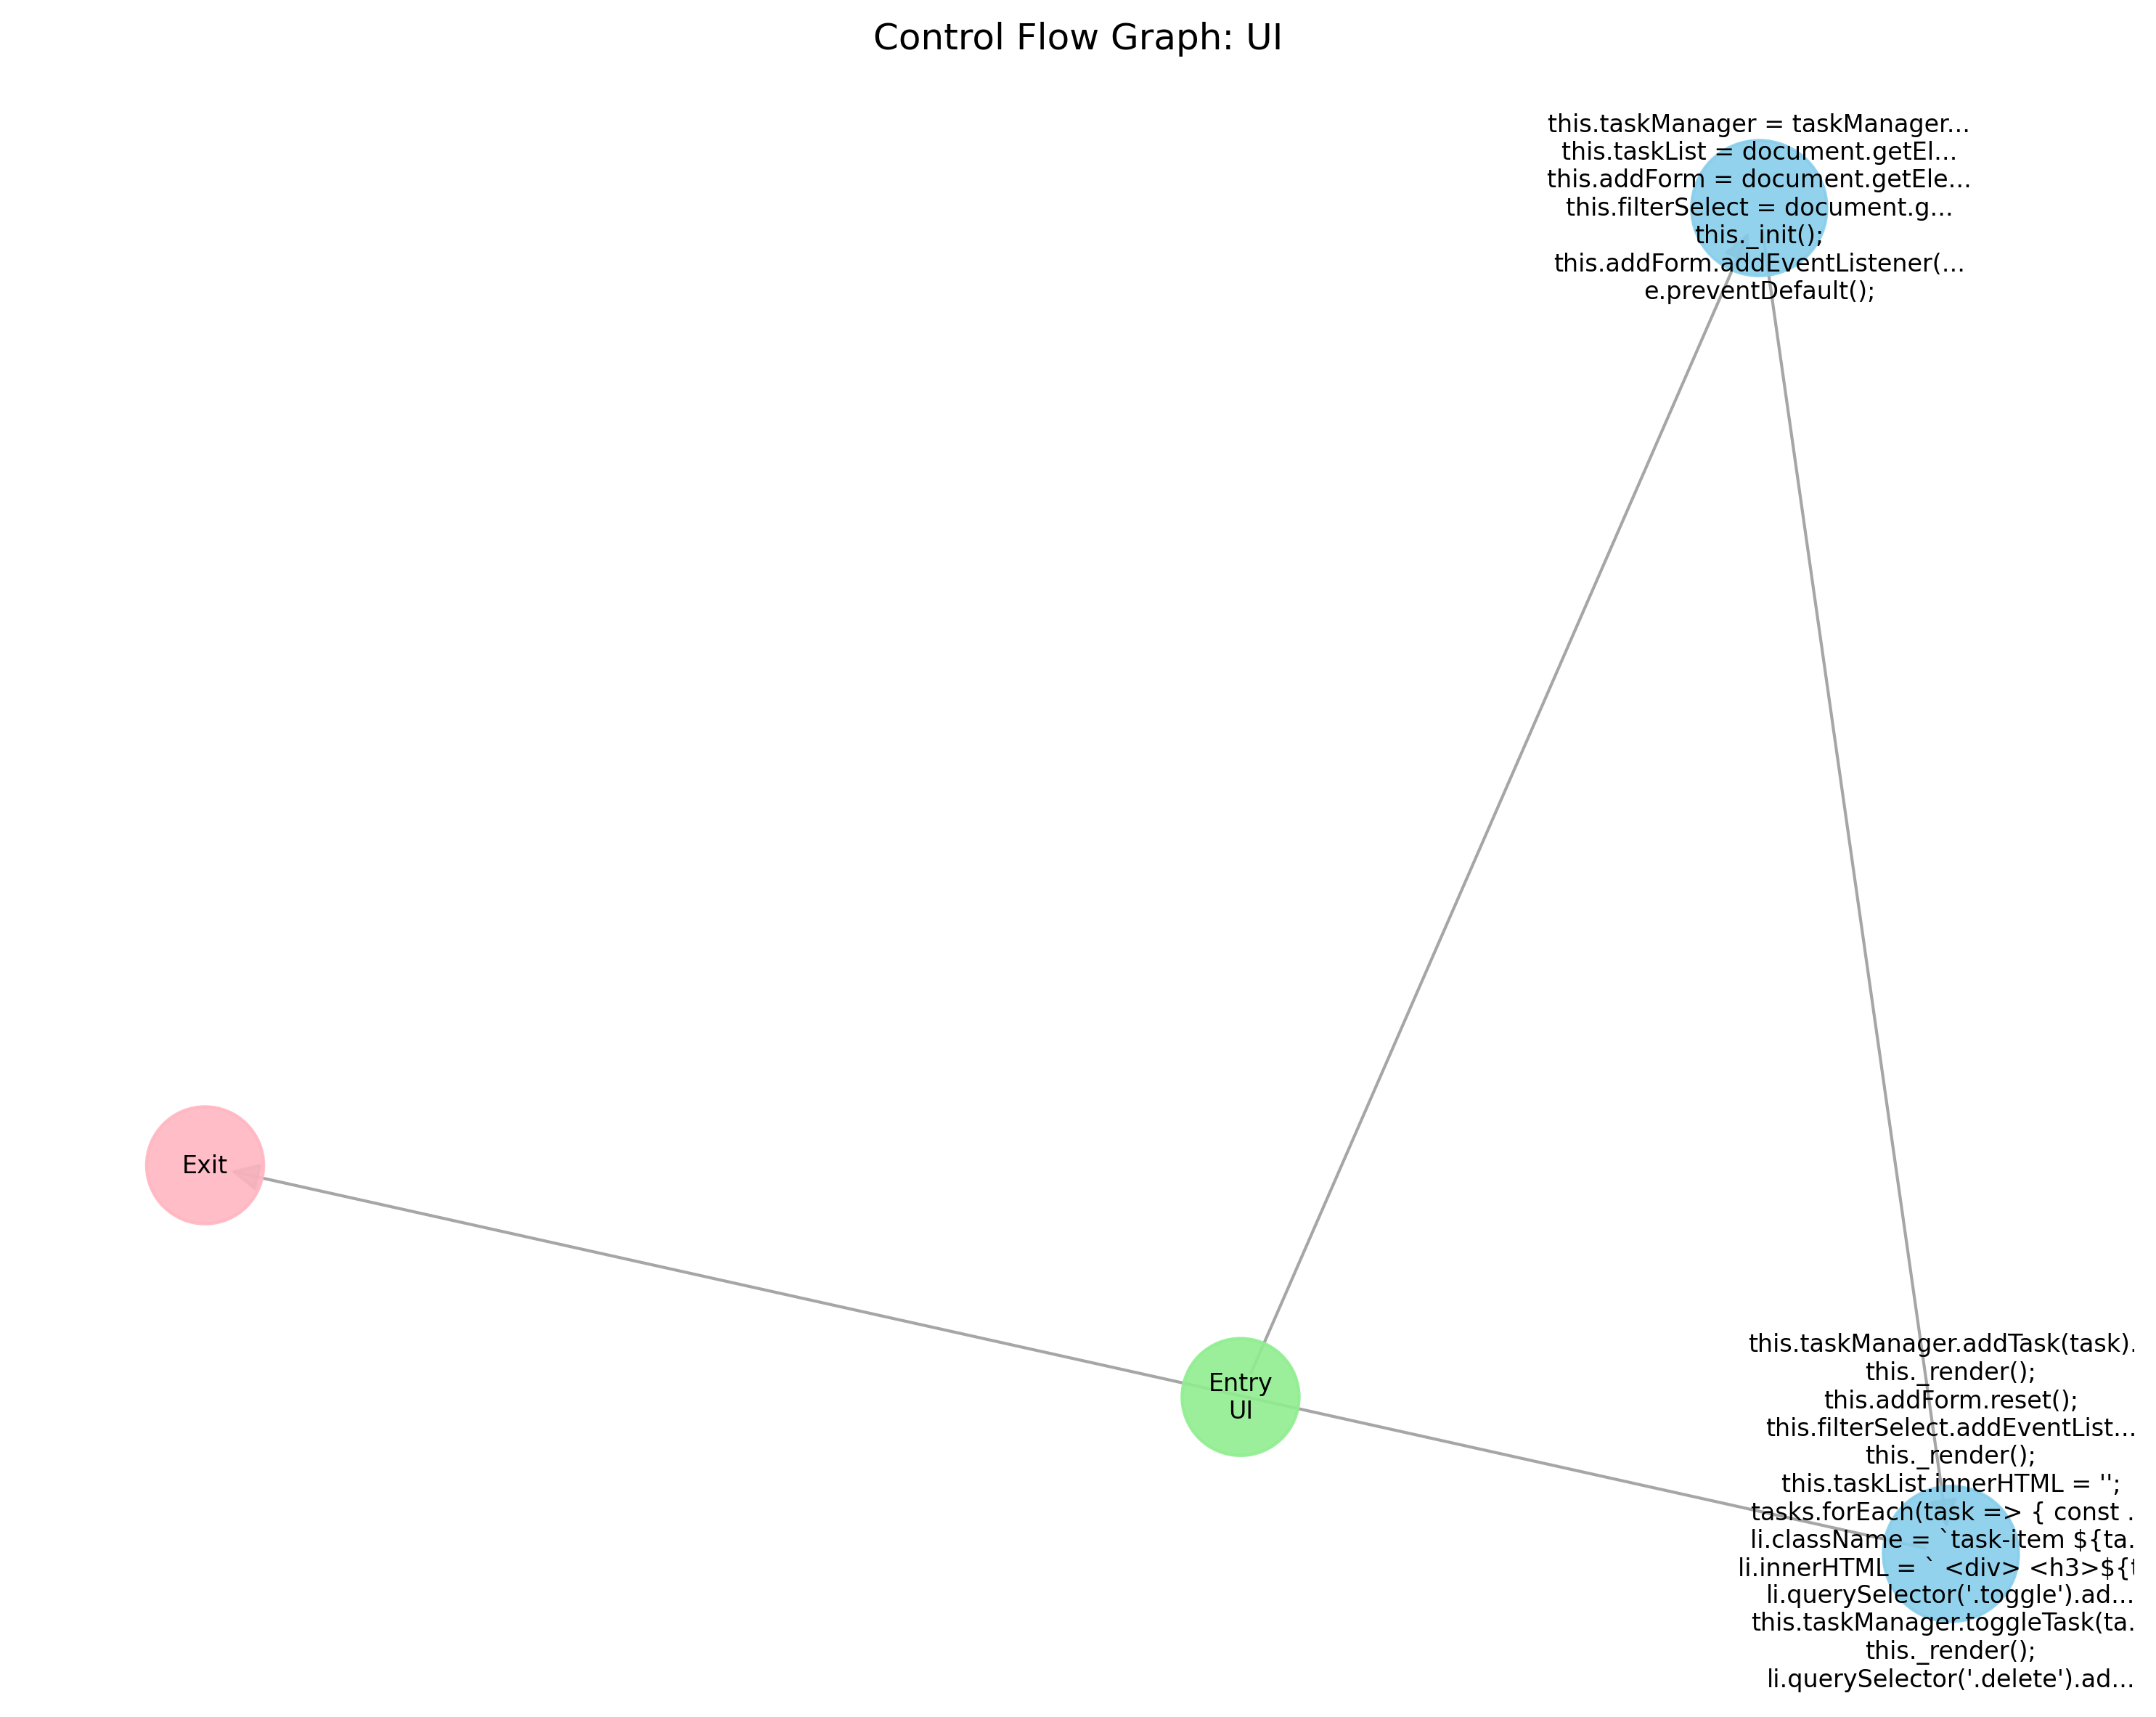 Control Flow Graph: UI
this.taskManager = taskManager...
this.taskList = document.getEl...
this.addForm = document.getEle...
this.filterSelect = document.g...
this._init();
this.addForm.addEventListener(...
e.preventDefault();
Exit
Entry
UI
this.taskManager.addTask(task).
this._render();
this.addForm.reset();
this.filterSelect.addEventList...
this._render();
this.taskList.innerHTML = '';
tasks.forEach(task => { const .
li.className = `task-item ${ta.
li.innerHTML = ` <div> <h3>${t
li.querySelector('.toggle').ad...
this.taskManager.toggleTask(ta.
this._render();
li.querySelector('.delete').ad...